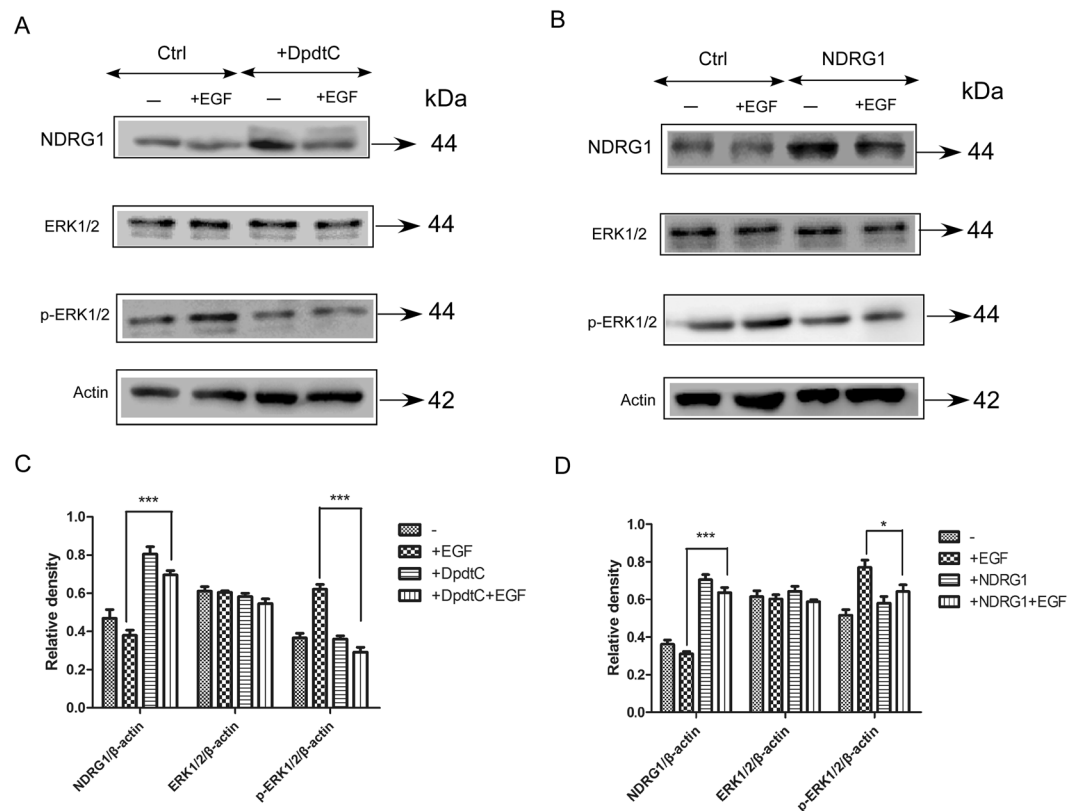 A
Ctrl +DpdtC
— +EGF — +EGF kDa
NDRG1 44
ERK1/2 44
p-ERK1/2 44
Actin 42
B
Ctrl NDRG1
— +EGF — +EGF kDa
NDRG1 44
ERK1/2 44
p-ERK1/2 44
Actin 42
C
Relative density
1.0
0.8
0.6
0.4
0.2
0.0
*** ***
NDRG1/β-actin
ERK1/2/β-actin
p-ERK1/2/β-actin
-
+EGF
+DpdtC
+DpdtC+EGF
D
Relative density
1.0
0.8
0.6
0.4
0.2
0.0
*** *
NDRG1/β-actin
ERK1/2/β-actin
p-ERK1/2/β-actin
-
+EGF
+NDRG1
+NDRG1+EGF